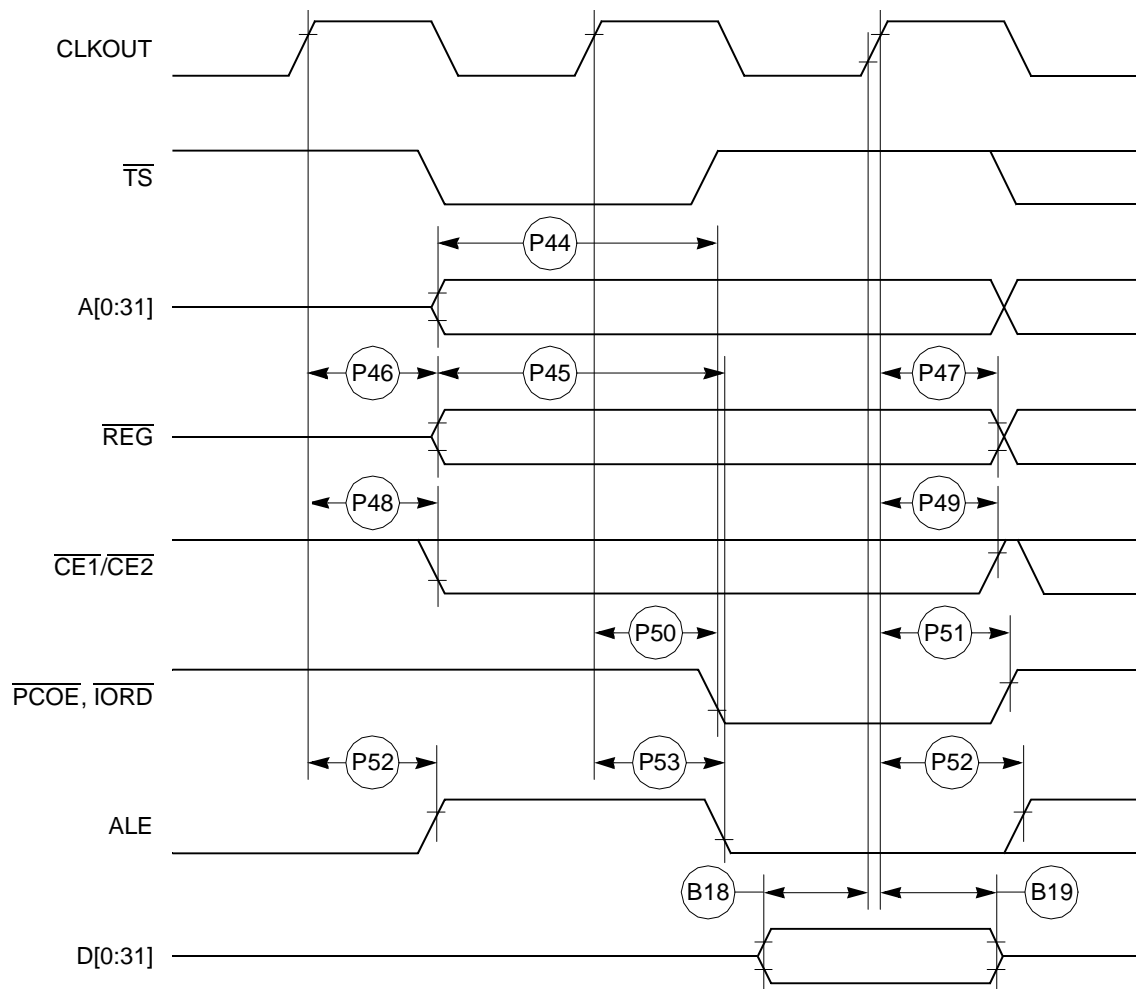 CLKOUT
TS
P44
A[0:31]
P46 P45 P47
REG
P48 P49
CE1/CE2
P50 P51
PCOE, IORD
P52 P53 P52
ALE
B18 B19
D[0:31]